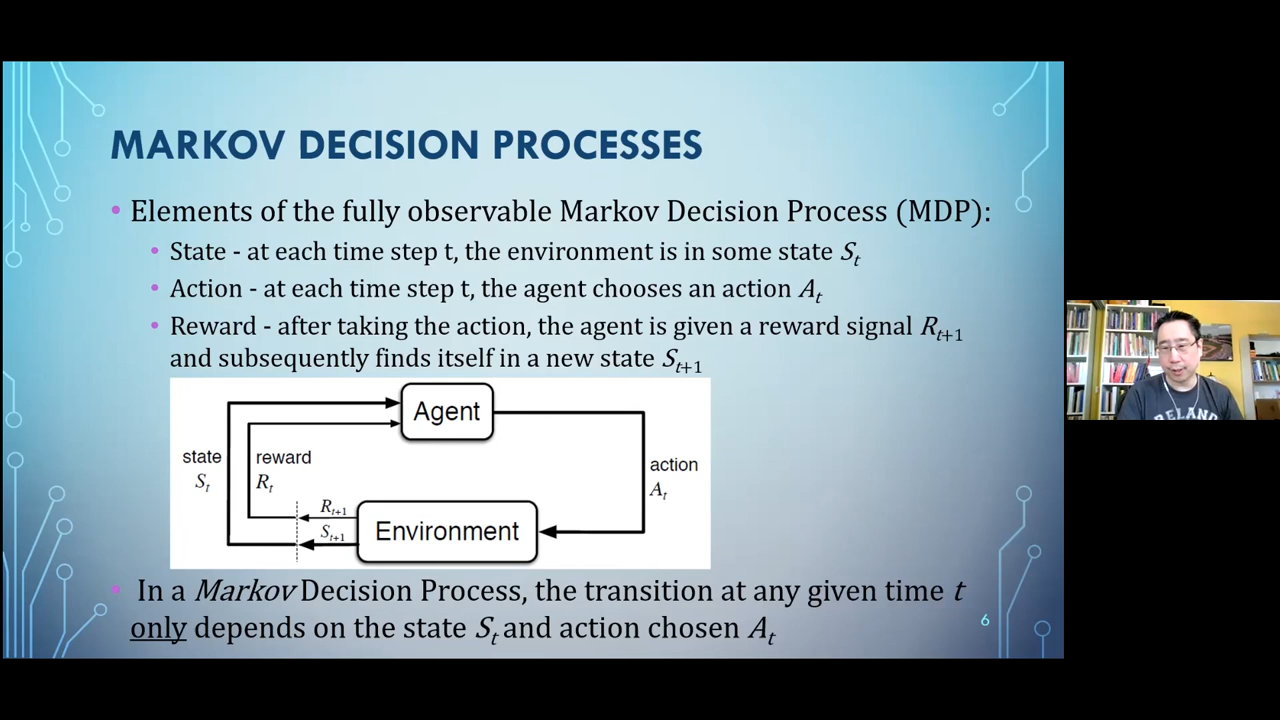 MARKOV DECISION PROCESSES
• Elements of the fully observable Markov Decision Process (MDP):
• State - at each time step t, the environment is in some state Sₜ
• Action - at each time step t, the agent chooses an action Aₜ
• Reward - after taking the action, the agent is given a reward signal Rₜ₊₁
and subsequently finds itself in a new state Sₜ₊₁
Agent
state
Sₜ
reward
Rₜ
action
Aₜ
Rₜ₊₁
Sₜ₊₁
Environment
• In a Markov Decision Process, the transition at any given time t
only depends on the state Sₜ and action chosen Aₜ
6
RELAND